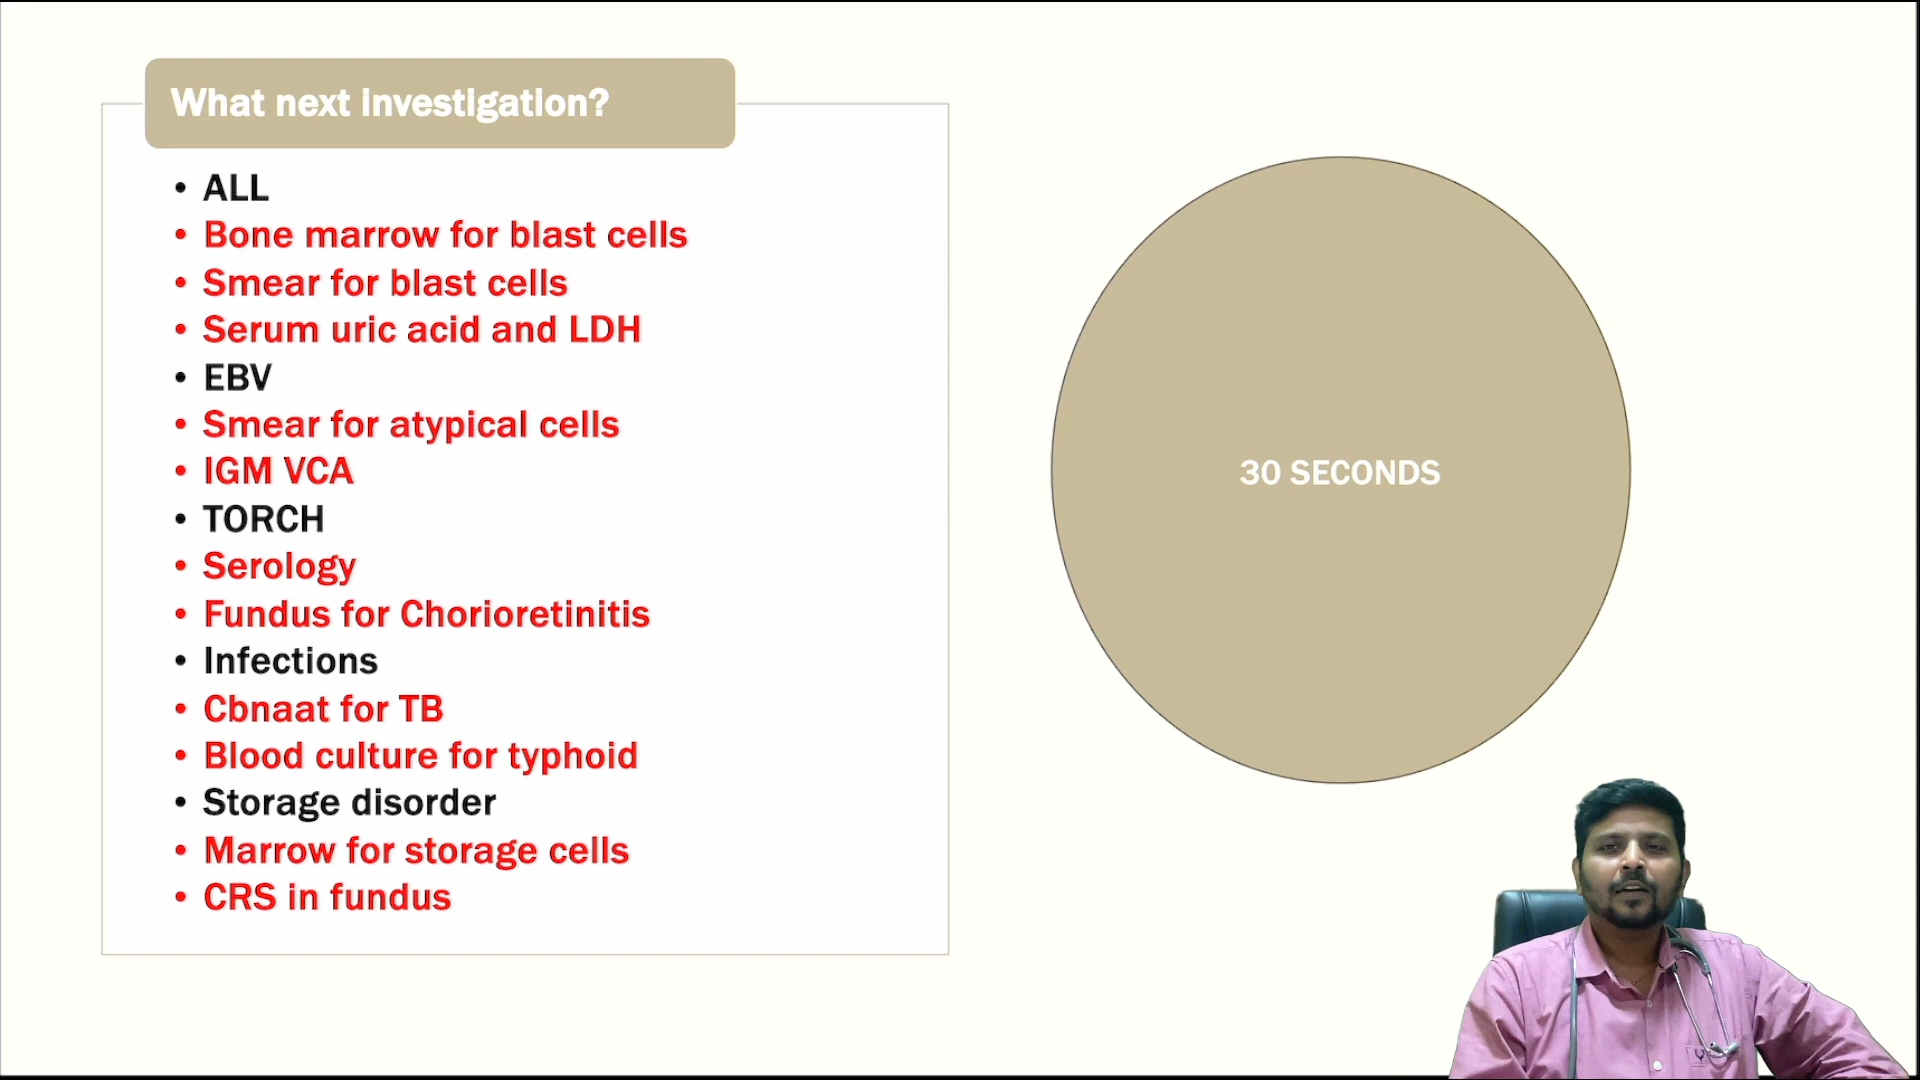 What next investigation?
• ALL
• Bone marrow for blast cells
• Smear for blast cells
• Serum uric acid and LDH
• EBV
• Smear for atypical cells
• IGM VCA
• TORCH
• Serology
• Fundus for Chorioretinitis
• Infections
• Cbnaat for TB
• Blood culture for typhoid
• Storage disorder
• Marrow for storage cells
• CRS in fundus
30 SECONDS